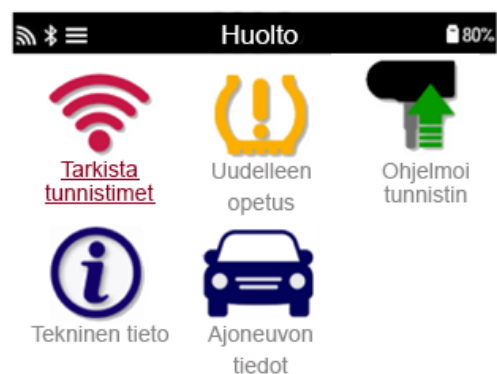 Huolto 80%
Tarkista Uudelleen Ohjelmoi
tunnistimet opetus tunnistin
Tekninen tieto Ajoneuvon
tiedot